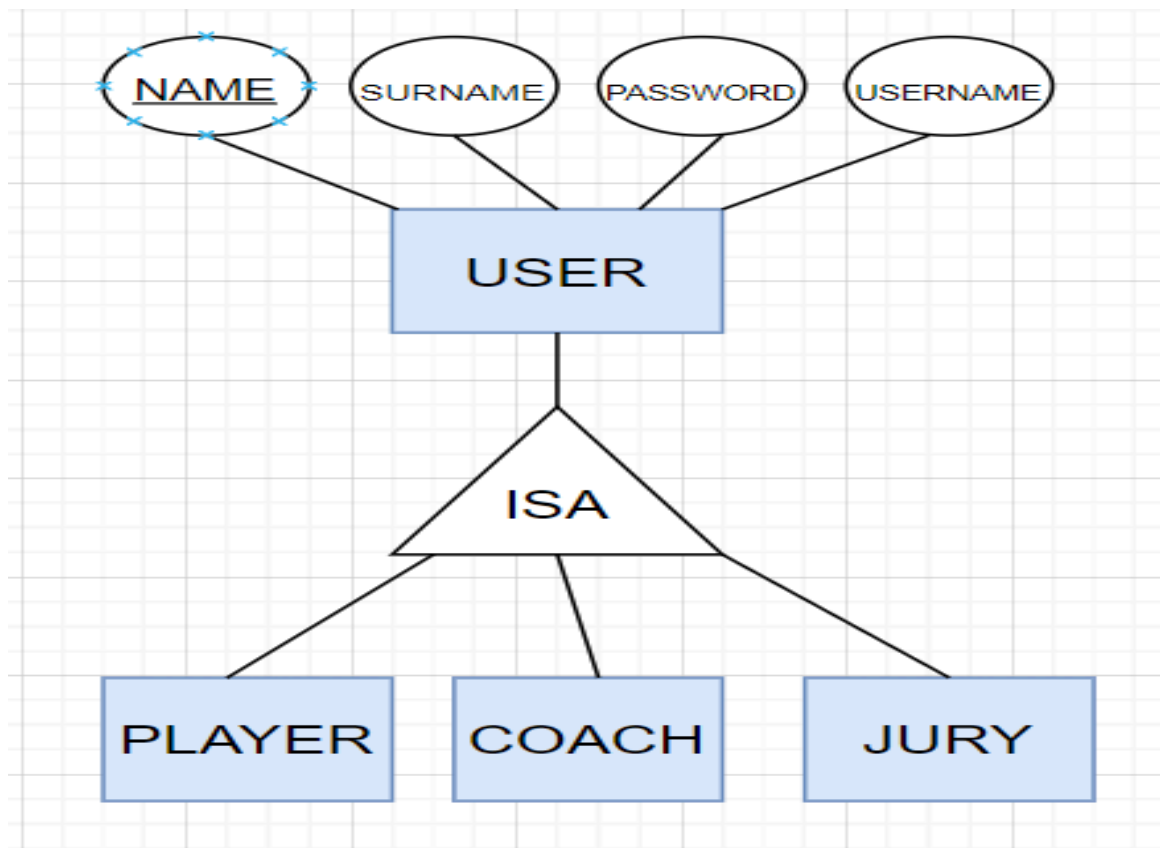 NAME
SURNAME
PASSWORD
USERNAME
USER
ISA
PLAYER
COACH
JURY